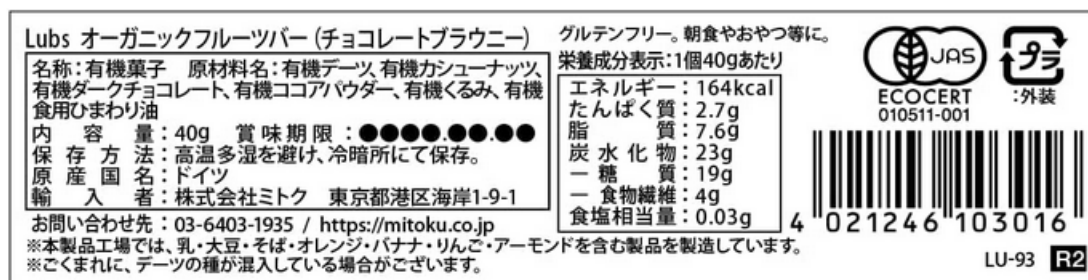 Lubs オーガニックフルーツバー(チョコレートブラウニー)
名称:有機菓子 原材料名:有機デーツ、有機カシューナッツ、
有機ダークチョコレート、有機ココアパウダー、有機くるみ、有機
食用ひまわり油
内容量:40g 賞味期限:●●●●.●●.●●
保存方法:高温多湿を避け、冷暗所にて保存。
原産国名:ドイツ
輸入者:株式会社ミトク 東京都港区海岸1-9-1
お問い合わせ先:03-6403-1935 / https://mitoku.co.jp
※本製品工場では、乳・大豆・そば・オレンジ・バナナ・りんご・アーモンドを含む製品を製造しています。
※ごくまれに、デーツの種が混入している場合がございます。
グルテンフリー。朝食やおやつ等に。
栄養成分表示:1個40gあたり
エネルギー:164kcal
たんぱく質:2.7g
脂質:7.6g
炭水化物:23g
ー糖質:19g
ー食物繊維:4g
食塩相当量:0.03g
JAS
ECOCERT
010511-001
プラ
:外装
4 021246 103016
LU-93 R2